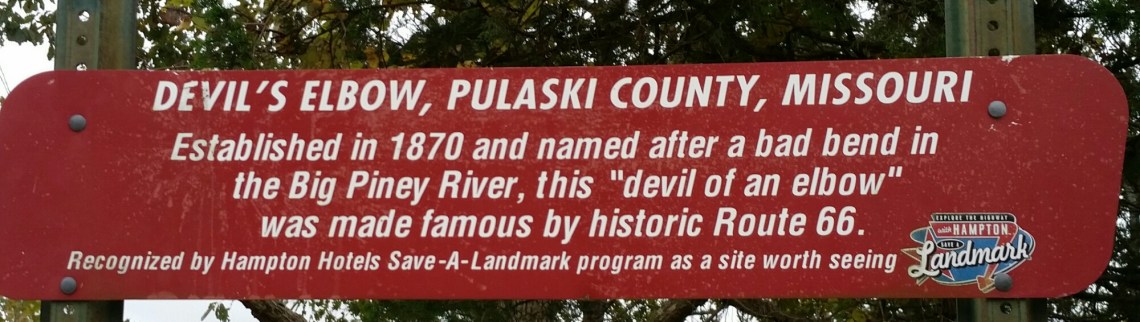 DEVIL'S ELBOW, PULASKI COUNTY, MISSOURI
Established in 1870 and named after a bad bend in
the Big Piney River, this "devil of an elbow"
was made famous by historic Route 66.
Recognized by Hampton Hotels Save-A-Landmark program as a site worth seeing
EXPLORE THE HIGHWAY
with HAMPTON
SAVE A
Landmark